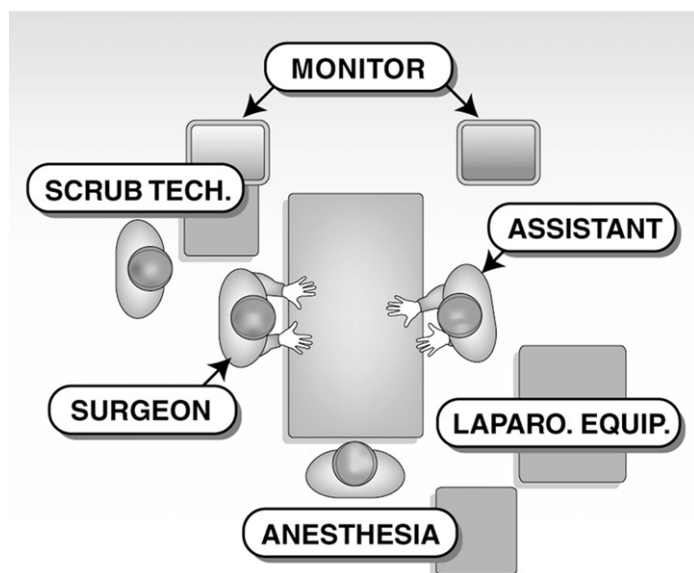 MONITOR
SCRUB TECH.
ASSISTANT
SURGEON
LAPARO. EQUIP.
ANESTHESIA